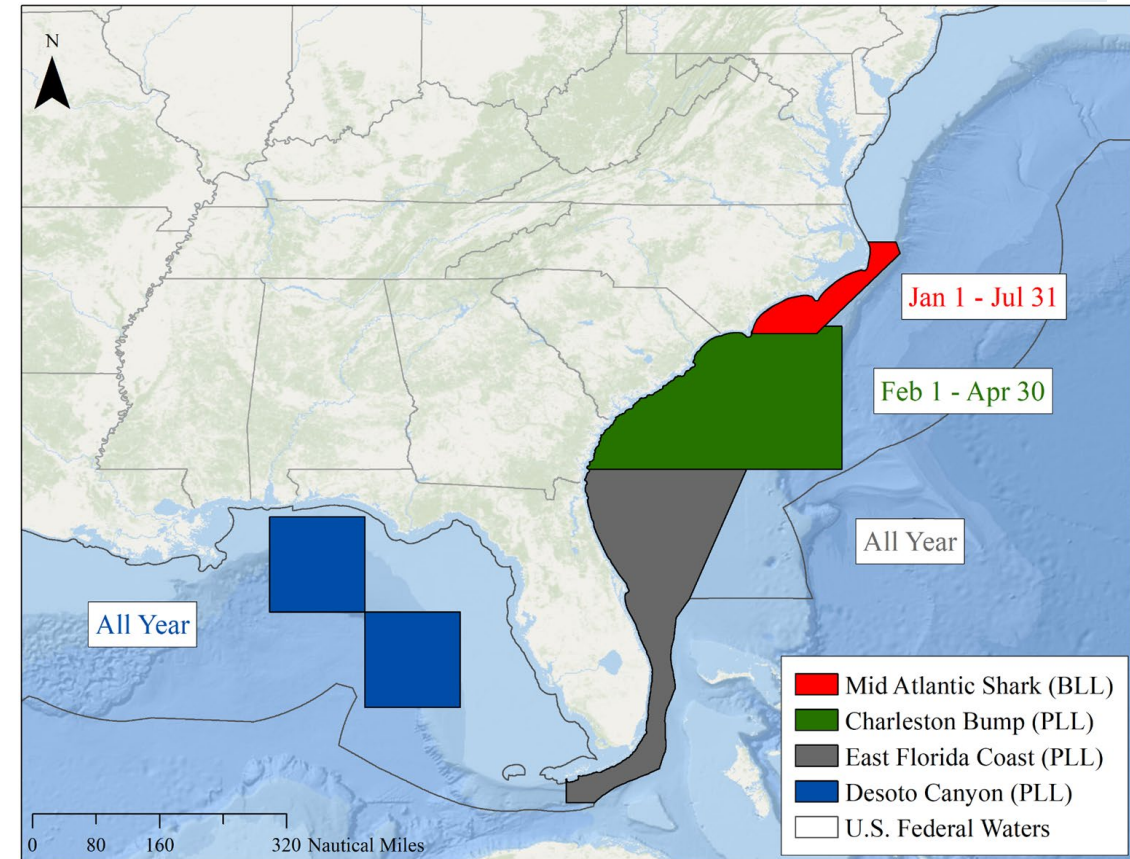 N
Jan 1 - Jul 31
Feb 1 - Apr 30
All Year
All Year
Mid Atlantic Shark (BLL)
Charleston Bump (PLL)
East Florida Coast (PLL)
Desoto Canyon (PLL)
U.S. Federal Waters
0 80 160 320 Nautical Miles